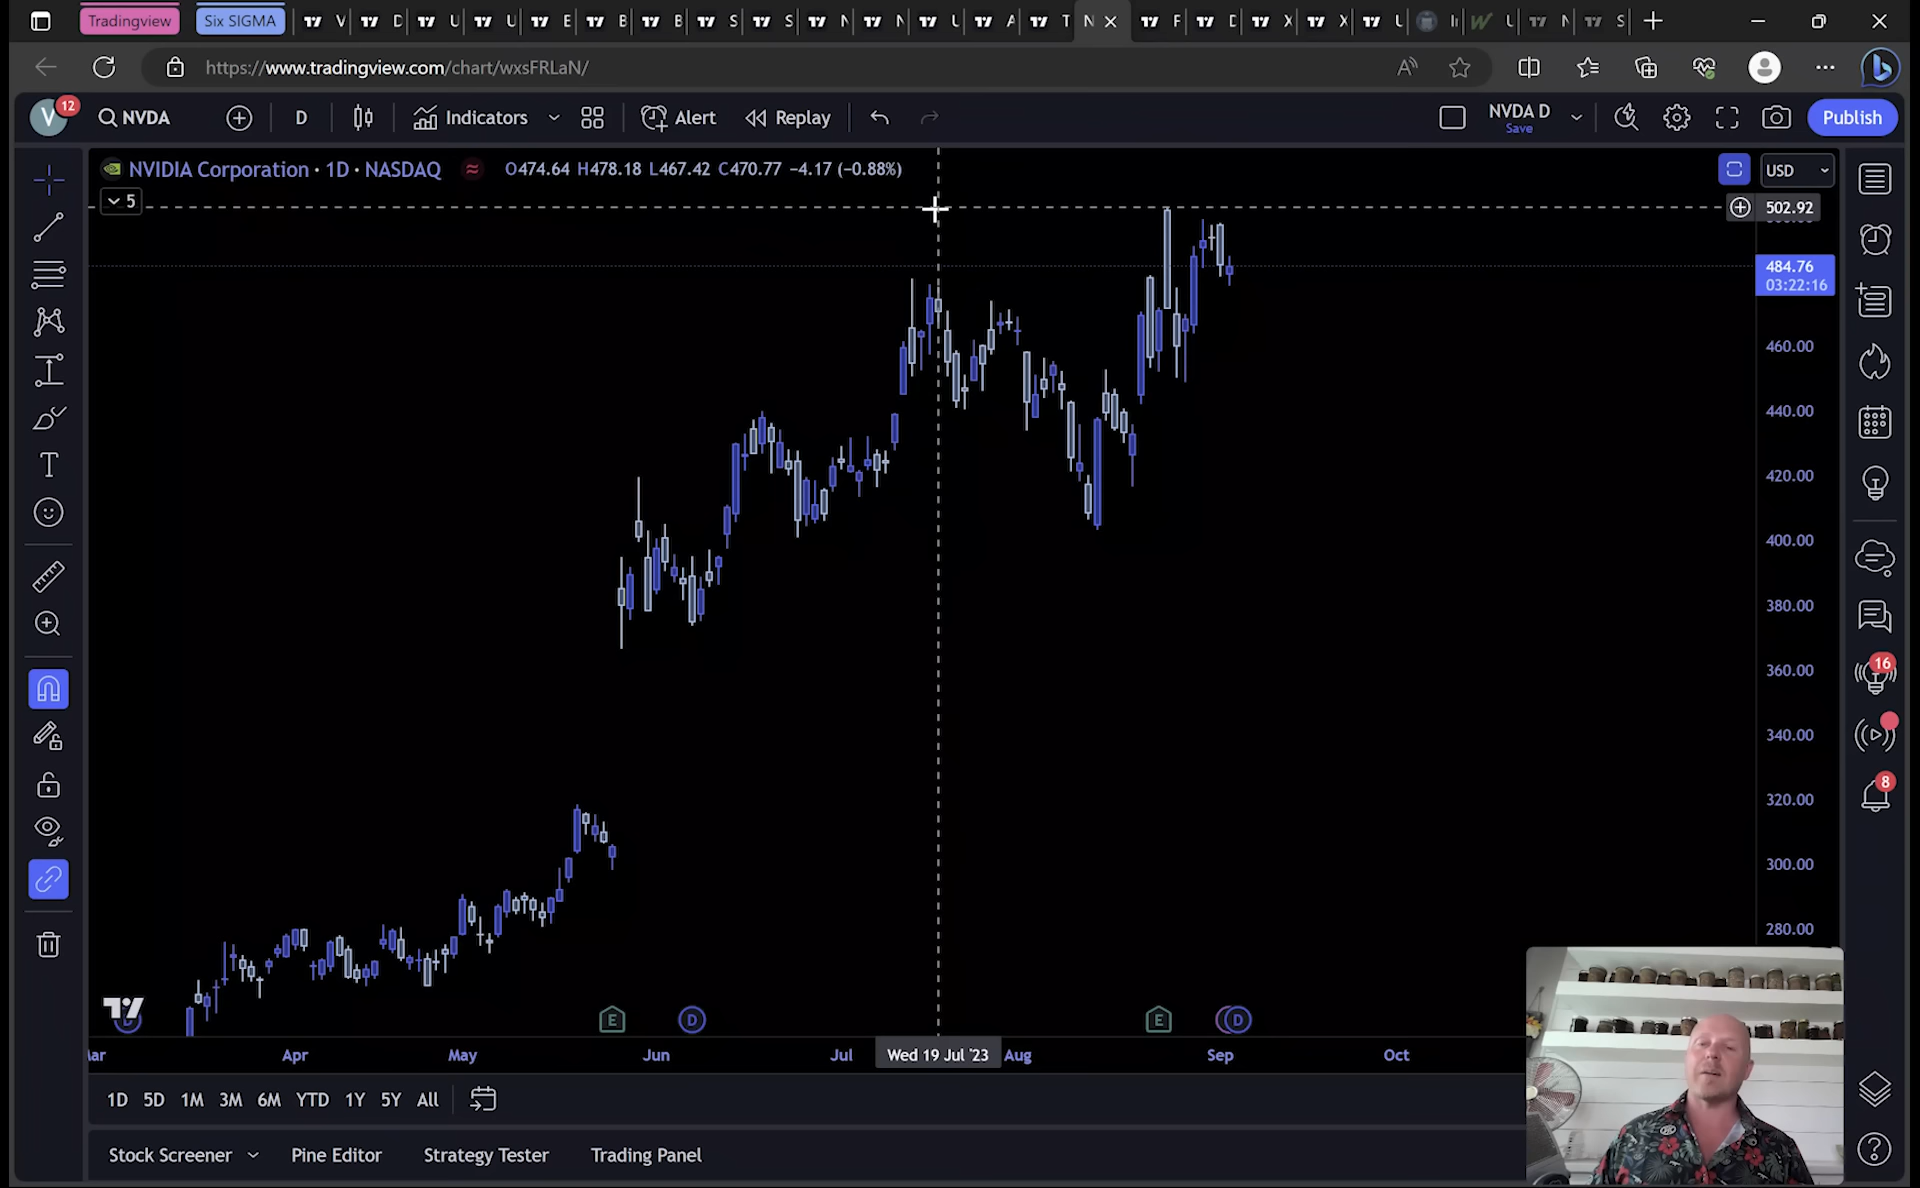 Tradingview Six SIGMA V D U U E B B S S N N U A T N F D X X U Ir U N S
https://www.tradingview.com/chart/wxsFRLaN/
V 12 NVDA D Indicators Alert Replay NVDA D Save Publish
NVIDIA Corporation · 1D · NASDAQ O474.64 H478.18 L467.42 C470.77 −4.17 (−0.88%) USD
5
502.92
484.76
03:22:16
460.00
440.00
420.00
400.00
380.00
360.00
16
340.00
8
320.00
300.00
280.00
E D E D
Apr May Jun Jul Wed 19 Jul '23 Aug Sep Oct
1D 5D 1M 3M 6M YTD 1Y 5Y All
Stock Screener Pine Editor Strategy Tester Trading Panel